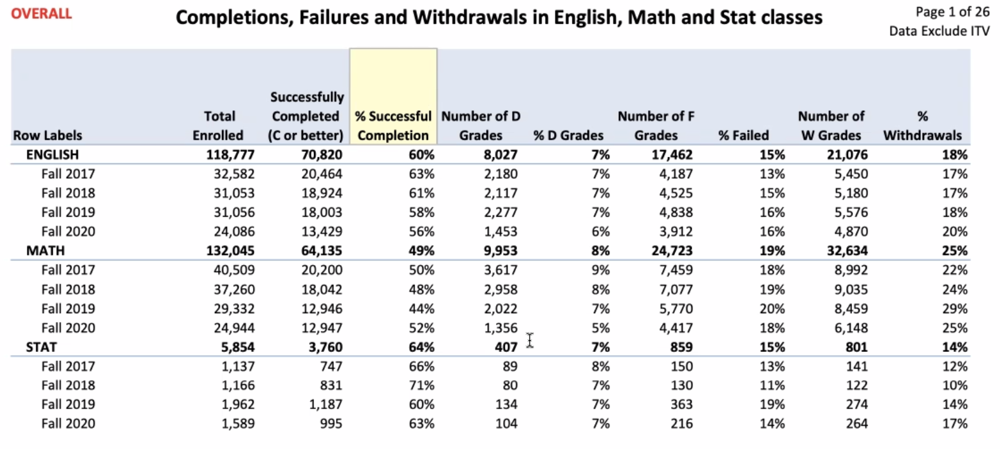 OVERALL
Completions, Failures and Withdrawals in English, Math and Stat classes
Page 1 of 26
Data Exclude ITV
Row Labels Total Enrolled Successfully Completed (C or better) % Successful Completion Number of D Grades % D Grades Number of F Grades % Failed Number of W Grades % Withdrawals
ENGLISH 118,777 70,820 60% 8,027 7% 17,462 15% 21,076 18%
Fall 2017 32,582 20,464 63% 2,180 7% 4,187 13% 5,450 17%
Fall 2018 31,053 18,924 61% 2,117 7% 4,525 15% 5,180 17%
Fall 2019 31,056 18,003 58% 2,277 7% 4,838 16% 5,576 18%
Fall 2020 24,086 13,429 56% 1,453 6% 3,912 16% 4,870 20%
MATH 132,045 64,135 49% 9,953 8% 24,723 19% 32,634 25%
Fall 2017 40,509 20,200 50% 3,617 9% 7,459 18% 8,992 22%
Fall 2018 37,260 18,042 48% 2,958 8% 7,077 19% 9,035 24%
Fall 2019 29,332 12,946 44% 2,022 7% 5,770 20% 8,459 29%
Fall 2020 24,944 12,947 52% 1,356 5% 4,417 18% 6,148 25%
STAT 5,854 3,760 64% 407 7% 859 15% 801 14%
Fall 2017 1,137 747 66% 89 8% 150 13% 141 12%
Fall 2018 1,166 831 71% 80 7% 130 11% 122 10%
Fall 2019 1,962 1,187 60% 134 7% 363 19% 274 14%
Fall 2020 1,589 995 63% 104 7% 216 14% 264 17%